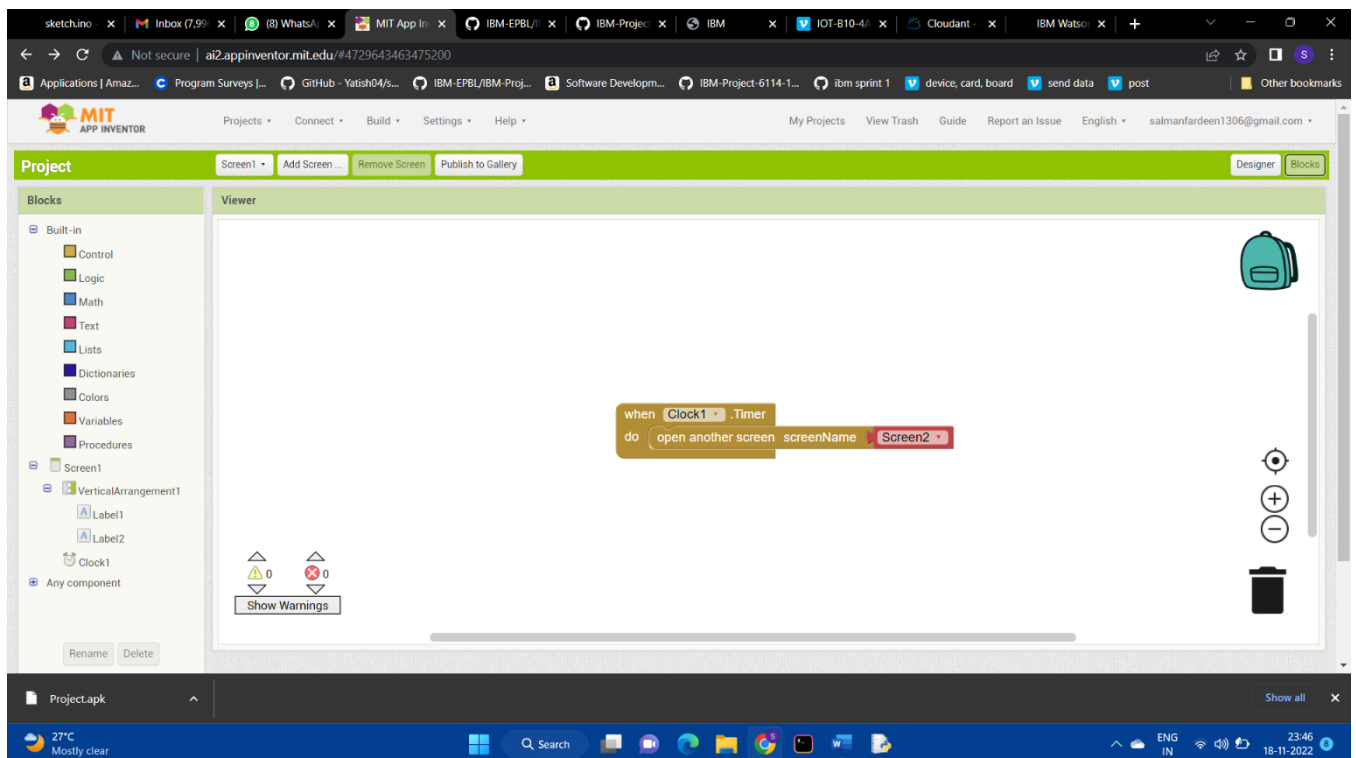 sketch.ino - Inbox (7,99 (8) WhatsAp MIT App In IBM-EPBL/I IBM-Project IBM IOT-B10-4A Cloudant - IBM Watson
Not secure | ai2.appinventor.mit.edu/#4729643463475200 S
Applications | Amaz... Program Surveys |... GitHub - Yatish04/s... IBM-EPBL/IBM-Proj... Software Developm... IBM-Project-6114-1... ibm sprint 1 device, card, board send data post Other bookmarks
MIT
APP INVENTOR
Projects Connect Build Settings Help My Projects View Trash Guide Report an Issue English salmanfardeen1306@gmail.com
Project Screen1 Add Screen ... Remove Screen Publish to Gallery Designer Blocks
Blocks Viewer
Built-in
Control
Logic
Math
Text
Lists
Dictionaries
Colors
Variables
Procedures
Screen1
VerticalArrangement1
Label1
Label2
Clock1
Any component
Rename Delete
when Clock1 .Timer
do open another screen screenName Screen2
0 0
Show Warnings
Project.apk Show all
27°C
Mostly clear
Search
ENG
IN
23:46
18-11-2022
8